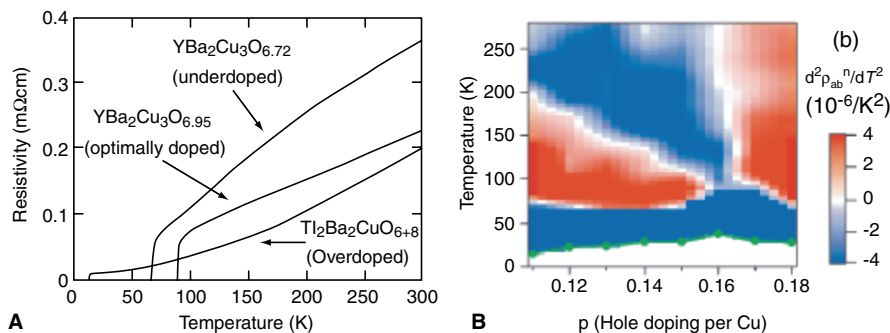 0.4
0.3
0.2
0.1
0
Resistivity (mΩcm)
YBa2Cu3O6.72
(underdoped)
YBa2Cu3O6.95
(optimally doped)
Tl2Ba2CuO6+8
(Overdoped)
0 50 100 150 200 250 300
Temperature (K)
A
250
200
150
100
50
0
Temperature (K)
0.12 0.14 0.16 0.18
p (Hole doping per Cu)
B
(b)
d²ρabⁿ/dT²
(10⁻⁶/K²)
4
2
0
-2
-4